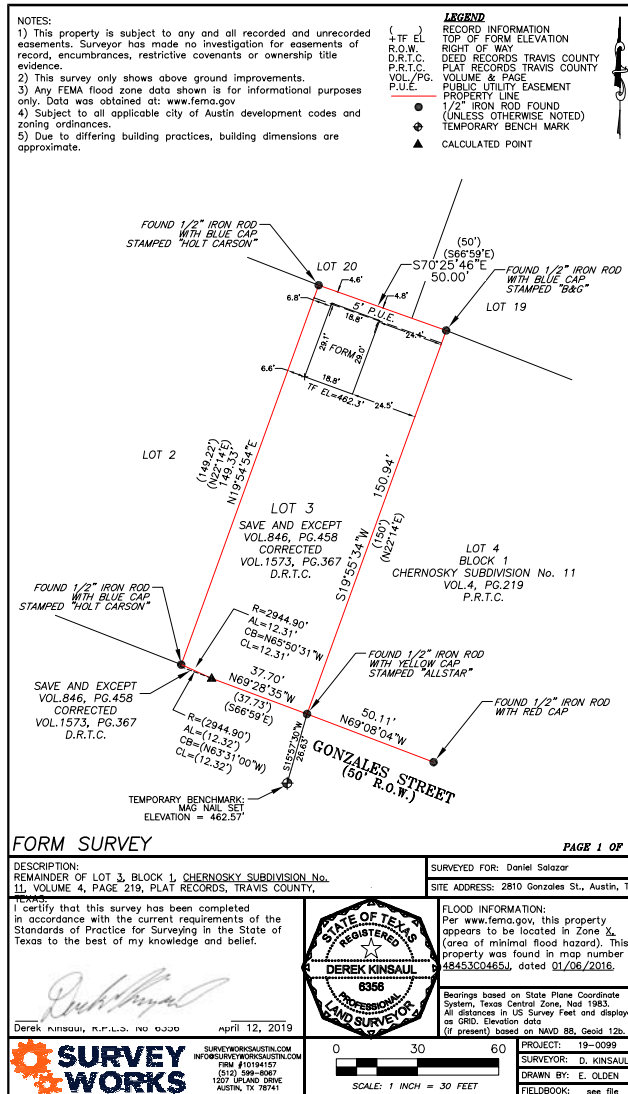 NOTES:
1) This property is subject to any and all recorded and unrecorded
easements. Surveyor has made no investigation for easements of
record, encumbrances, restrictive covenants or ownership title
evidence.
2) This survey only shows above ground improvements.
3) Any FEMA flood zone data shown is for informational purposes
only. Data was obtained at: www.fema.gov
4) Subject to all applicable city of Austin development codes and
zoning ordinances.
5) Due to differing building practices, building dimensions are
approximate.
LEGEND
( ) RECORD INFORMATION
+TF EL TOP OF FORM ELEVATION
R.O.W. RIGHT OF WAY
D.R.T.C. DEED RECORDS TRAVIS COUNTY
P.R.T.C. PLAT RECORDS TRAVIS COUNTY
VOL./PG. VOLUME & PAGE
P.U.E. PUBLIC UTILITY EASEMENT
PROPERTY LINE
1/2" IRON ROD FOUND
(UNLESS OTHERWISE NOTED)
TEMPORARY BENCH MARK
CALCULATED POINT
FOUND 1/2" IRON ROD
WITH BLUE CAP
STAMPED "HOLT CARSON"
LOT 20
(50')
(S66°59'E)
S70°25'46"E
50.00'
FOUND 1/2" IRON ROD
WITH BLUE CAP
STAMPED "B&G"
LOT 19
4.6'
4.8'
6.8'
5' P.U.E.
18.8'
24.4'
29.1'
FORM
29.0'
6.6'
18.8'
TF EL=462.3'
24.5'
LOT 2
(149.22')
(N22°14'E)
149.33'
N19°54'54"E
LOT 3
SAVE AND EXCEPT
VOL.846, PG.458
CORRECTED
VOL.1573, PG.367
D.R.T.C.
150.94'
S19°55'34"W
(150')
(N22°14'E)
LOT 4
BLOCK 1
CHERNOSKY SUBDIVISION No. 11
VOL.4, PG.219
P.R.T.C.
FOUND 1/2" IRON ROD
WITH BLUE CAP
STAMPED "HOLT CARSON"
R=2944.90'
AL=12.31'
CB=N65°50'31"W
CL=12.31'
37.70'
N69°28'35"W
(37.73')
(S66°59'E)
FOUND 1/2" IRON ROD
WITH YELLOW CAP
STAMPED "ALLSTAR"
SAVE AND EXCEPT
VOL.846, PG.458
CORRECTED
VOL.1573, PG.367
D.R.T.C.
R=(2944.90')
AL=(12.32')
CB=(N63°31'00"W)
CL=(12.32')
50.11'
N69°08'04"W
FOUND 1/2" IRON ROD
WITH RED CAP
S15°57'30"W
26.63'
GONZALES STREET
(50' R.O.W.)
TEMPORARY BENCHMARK:
MAG NAIL SET
ELEVATION = 462.57'
FORM SURVEY
PAGE 1 OF
DESCRIPTION:
REMAINDER OF LOT 3, BLOCK 1, CHERNOSKY SUBDIVISION No.
11, VOLUME 4, PAGE 219, PLAT RECORDS, TRAVIS COUNTY,
TEXAS.
SURVEYED FOR: Daniel Salazar
SITE ADDRESS: 2810 Gonzales St., Austin, T
I certify that this survey has been completed
in accordance with the current requirements of the
Standards of Practice for Surveying in the State of
Texas to the best of my knowledge and belief.
Derek Kinsaul, R.P.L.S. No 6356 April 12, 2019
STATE OF TEXAS
REGISTERED
DEREK KINSAUL
6356
PROFESSIONAL
LAND SURVEYOR
FLOOD INFORMATION:
Per www.fema.gov, this property
appears to be located in Zone X,
(area of minimal flood hazard). This
property was found in map number
48453C0465J, dated 01/06/2016.
Bearings based on State Plane Coordinate
System, Texas Central Zone, Nad 1983.
All distances in US Survey Feet and displaye
as GRID. Elevation data
(if present) based on NAVD 88, Geoid 12b.
SURVEY
WORKS
SURVEYWORKSAUSTIN.COM
INFO@SURVEYWORKSAUSTIN.COM
FIRM #10194157
(512) 599-8067
1207 UPLAND DRIVE
AUSTIN, TX 78741
0 30 60
SCALE: 1 INCH = 30 FEET
PROJECT: 19-0099
SURVEYOR: D. KINSAUL
DRAWN BY: E. OLDEN
FIELDBOOK: see file